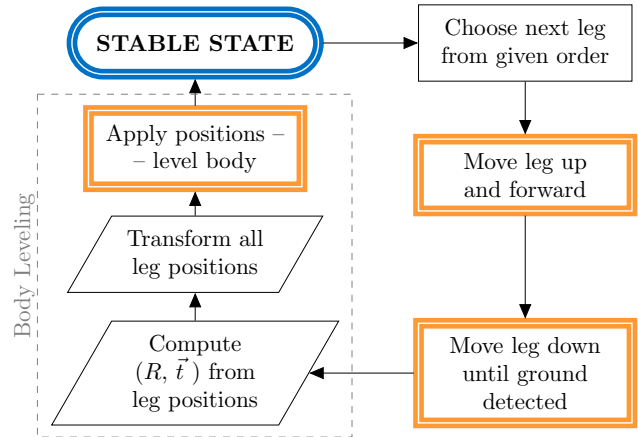 STABLE STATE
Choose next leg
from given order
Move leg up
and forward
Move leg down
until ground
detected
Compute
(R, t⃗ ) from
leg positions
Transform all
leg positions
Apply positions –
– level body
Body Leveling